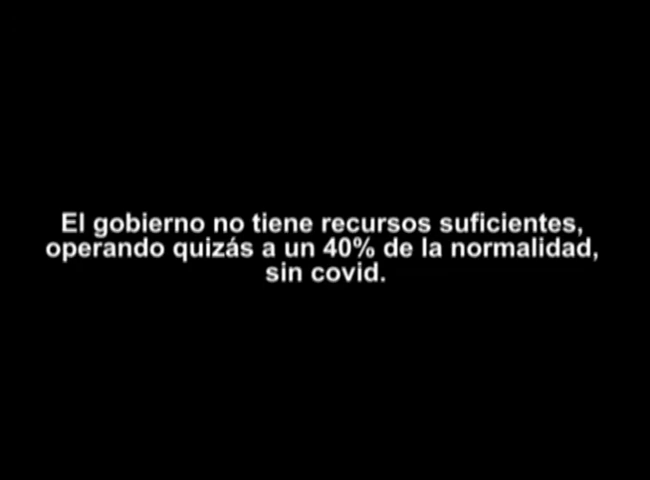 El gobierno no tiene recursos suficientes,
operando quizás a un 40% de la normalidad,
sin covid.